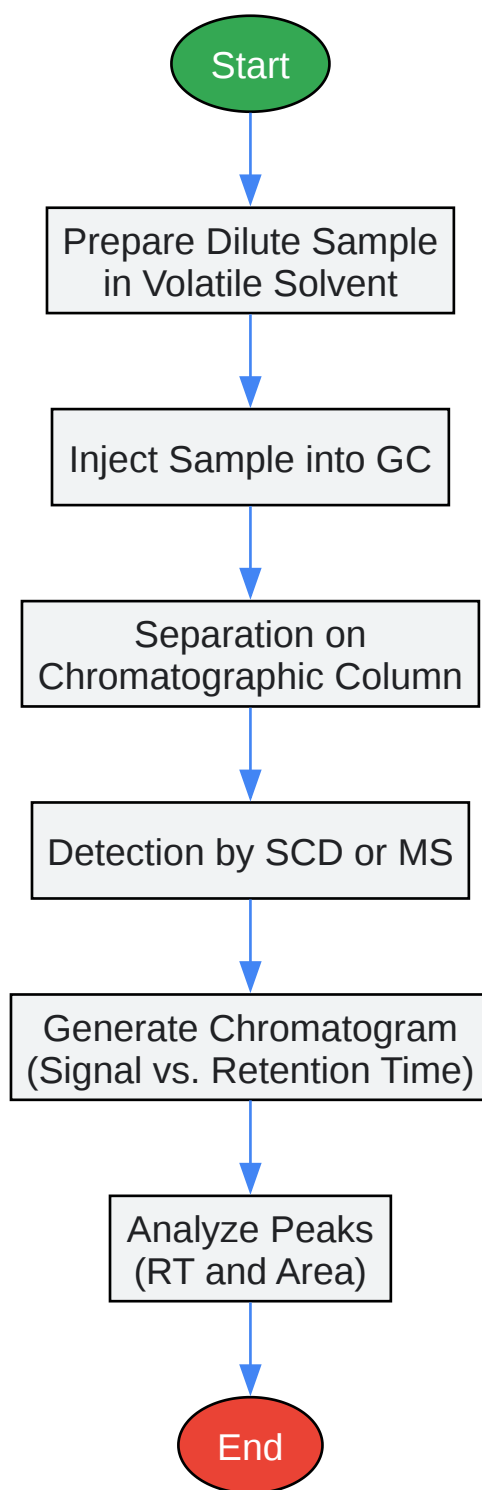 Start
Prepare Dilute Sample
in Volatile Solvent
Inject Sample into GC
Separation on
Chromatographic Column
Detection by SCD or MS
Generate Chromatogram
(Signal vs. Retention Time)
Analyze Peaks
(RT and Area)
End